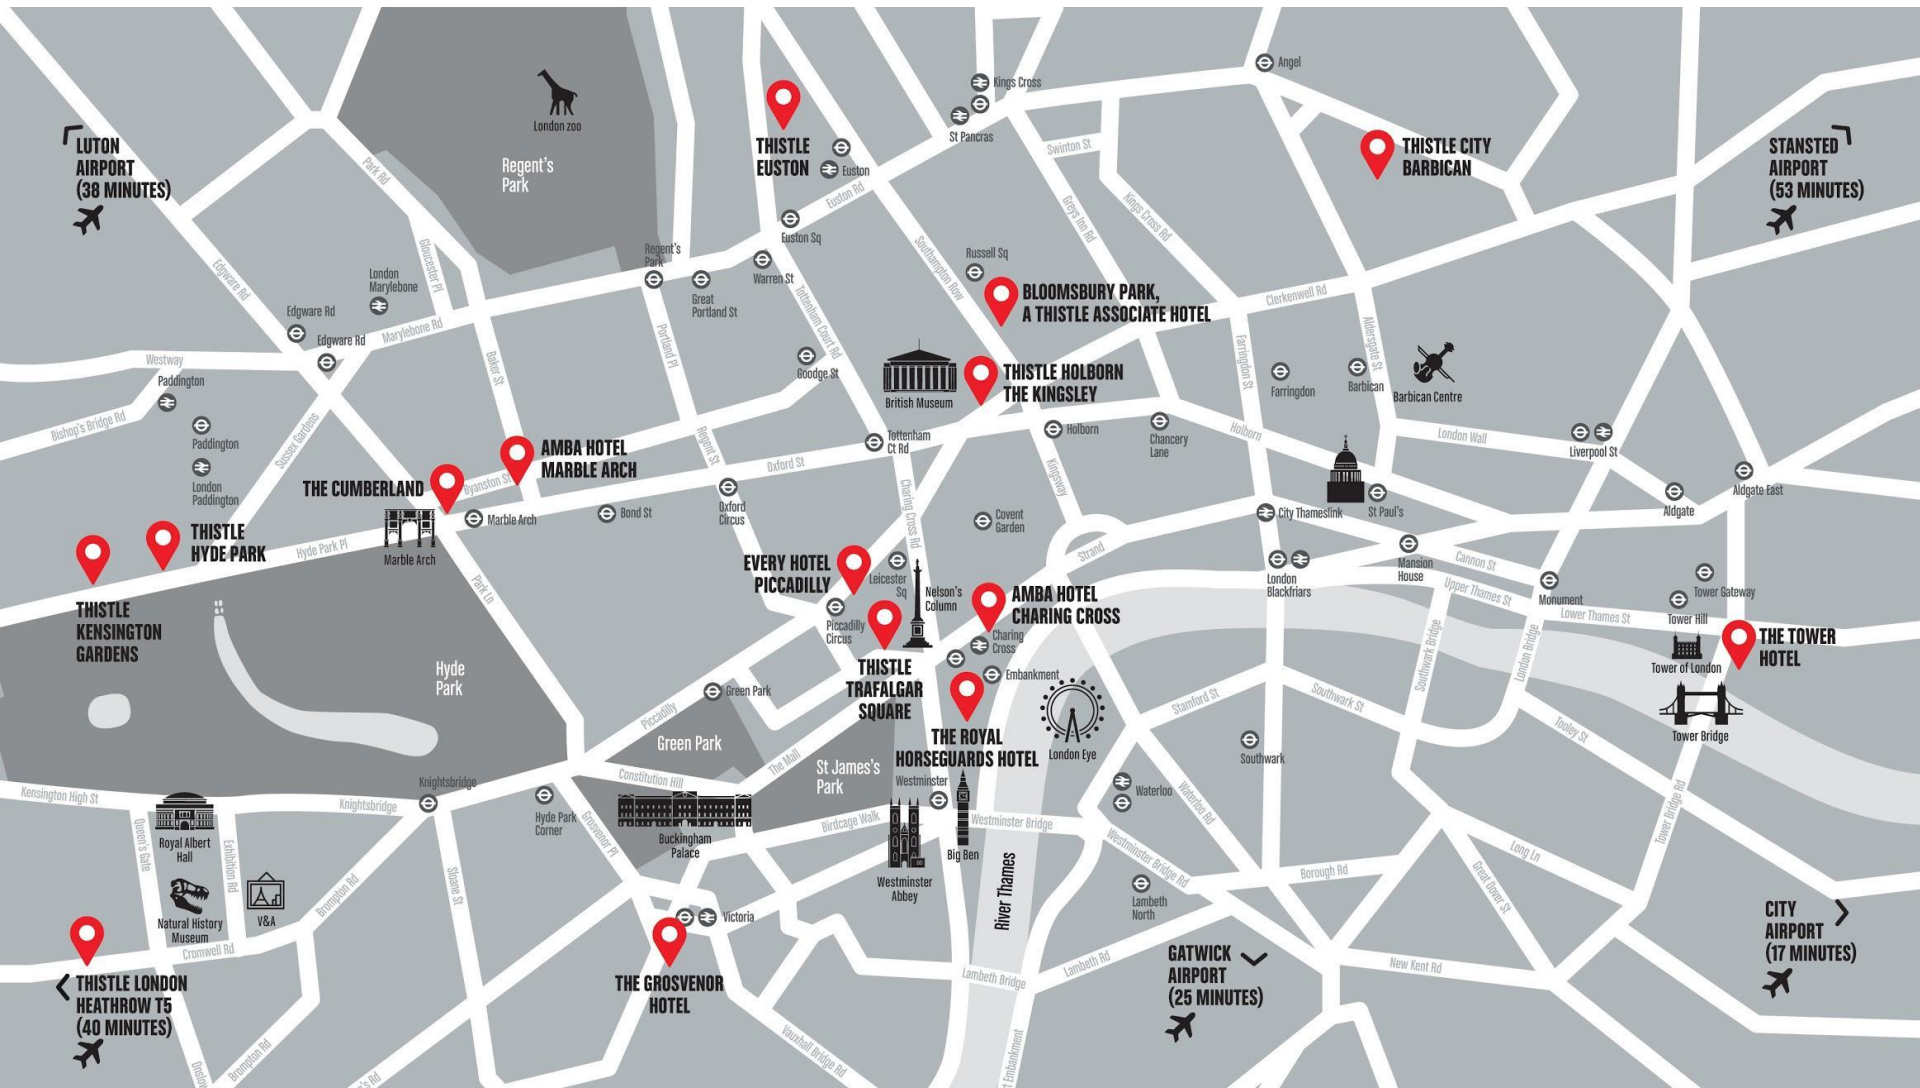 LUTON
AIRPORT
(38 MINUTES)
London zoo
Regent's
Park
THISTLE
EUSTON
Euston
Kings Cross
St Pancras
Angel
THISTLE CITY
BARBICAN
STANSTED
AIRPORT
(53 MINUTES)
Park Rd
Gloucester Pl
Edgware Rd
London
Marylebone
Edgware Rd
Edgware Rd
Marylebone Rd
Westway
Paddington
Bishop's Bridge Rd
Paddington
London
Paddington
Sussex Gardens
Baker St
Regent's
Park
Great
Portland St
Portland Pl
Warren St
Euston Sq
Euston Rd
Tottenham Court Rd
Goodge St
Southampton Row
Russell Sq
Swinton St
Greys Inn Rd
Kings Cross Rd
BLOOMSBURY PARK,
A THISTLE ASSOCIATE HOTEL
Clerkenwell Rd
Farringdon St
Farringdon
Aldersgate St
Barbican
Barbican Centre
British Museum
THISTLE HOLBORN
THE KINGSLEY
Tottenham
Ct Rd
Holborn
Chancery
Lane
Holborn
London Wall
Liverpool St
Aldgate East
Aldgate
AMBA HOTEL
MARBLE ARCH
THE CUMBERLAND
Byanston St
Marble Arch
Marble Arch
Bond St
Oxford St
Regent St
Oxford
Circus
Charing Cross Rd
Covent
Garden
Kingsway
Strand
City Thameslink
St Paul's
Mansion
House
Cannon St
London
Blackfriars
Upper Thames St
Monument
Lower Thames St
Tower Gateway
Tower Hill
Tower of London
THE TOWER
HOTEL
Tower Bridge
THISTLE
HYDE PARK
Hyde Park Pl
THISTLE
KENSINGTON
GARDENS
Hyde
Park
Park Ln
EVERY HOTEL
PICCADILLY
Leicester
Sq
Piccadilly
Circus
Nelson's
Column
AMBA HOTEL
CHARING CROSS
Charing
Cross
Embankment
THISTLE
TRAFALGAR
SQUARE
THE ROYAL
HORSEGUARDS HOTEL
London Eye
Stamford St
Southwark St
Southwark Bridge
London Bridge
Tooley St
Southwark
Green Park
Piccadilly
Green Park
The Mall
St James's
Park
Constitution Hill
Buckingham
Palace
Birdcage Walk
Westminster
Westminster
Abbey
Big Ben
Westminster Bridge
Waterloo
Waterloo Rd
Westminster Bridge Rd
Lambeth
North
Borough Rd
Great Dover St
Long Ln
Tower Bridge Rd
Kensington High St
Knightsbridge
Knightsbridge
Hyde Park
Corner
Grosvenor Pl
Royal Albert
Hall
Queen's Gate
Exhibition Rd
Natural History
Museum
V&A
Brompton Rd
Sloane St
Cromwell Rd
THISTLE LONDON
HEATHROW T5
(40 MINUTES)
Brompton Rd
Onslow
's Rd
Victoria
THE GROSVENOR
HOTEL
Vauxhall Bridge Rd
River Thames
Lambeth Bridge
Lambeth Rd
t Embankment
GATWICK
AIRPORT
(25 MINUTES)
New Kent Rd
CITY
AIRPORT
(17 MINUTES)